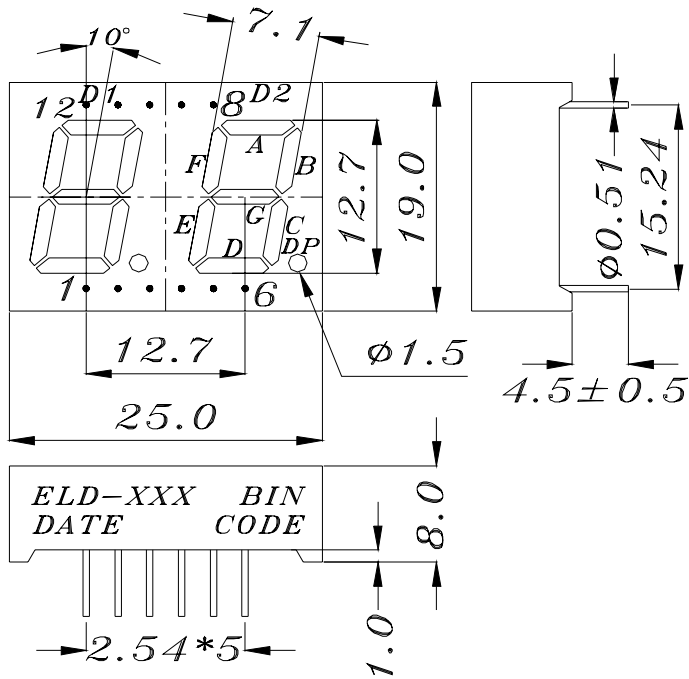 10°
7.1
12
D1
8
D2
A
F
B
G
E
C
D
DP
1
6
12.7
19.0
12.7
25.0
ϕ1.5
ϕ0.51
15.24
4.5±0.5
ELD-XXX BIN
DATE CODE
8.0
1.0
2.54*5